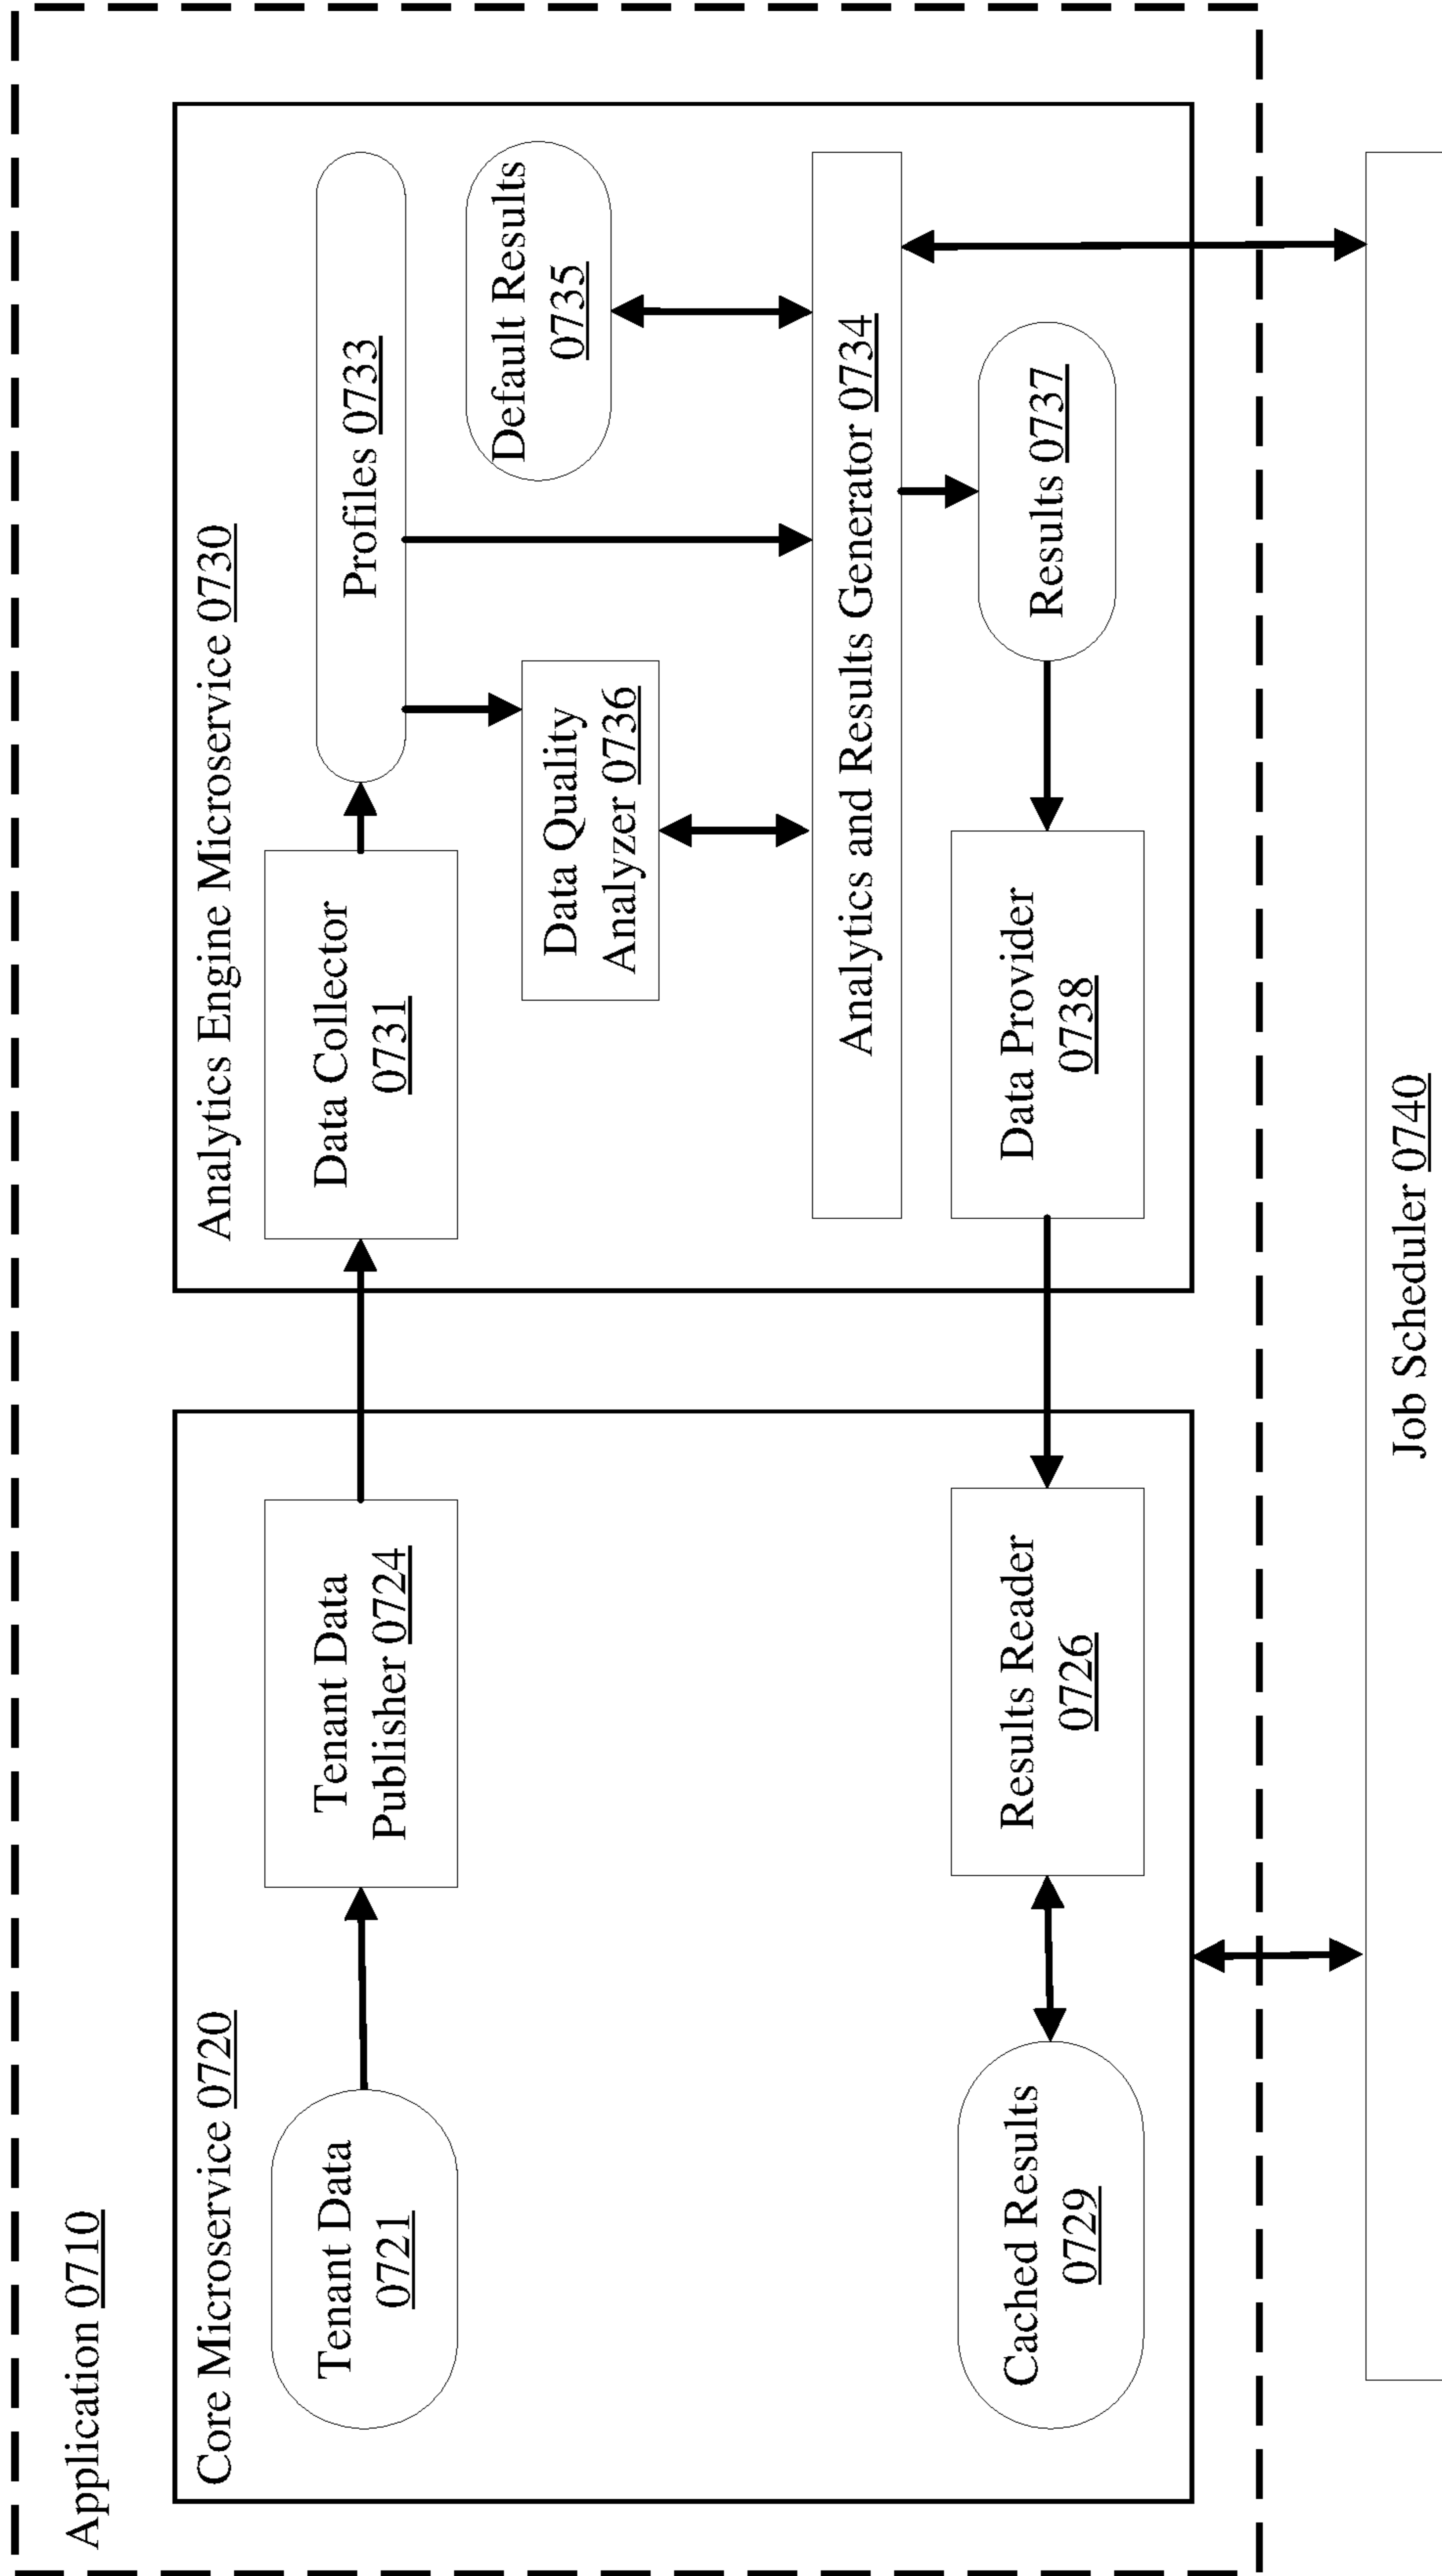 Application 0710
Core Microservice 0720
Tenant Data
0721
Tenant Data
Publisher 0724
Cached Results
0729
Results Reader
0726
Analytics Engine Microservice 0730
Data Collector
0731
Profiles 0733
Data Quality
Analyzer 0736
Default Results
0735
Analytics and Results Generator 0734
Data Provider
0738
Results 0737
Job Scheduler 0740